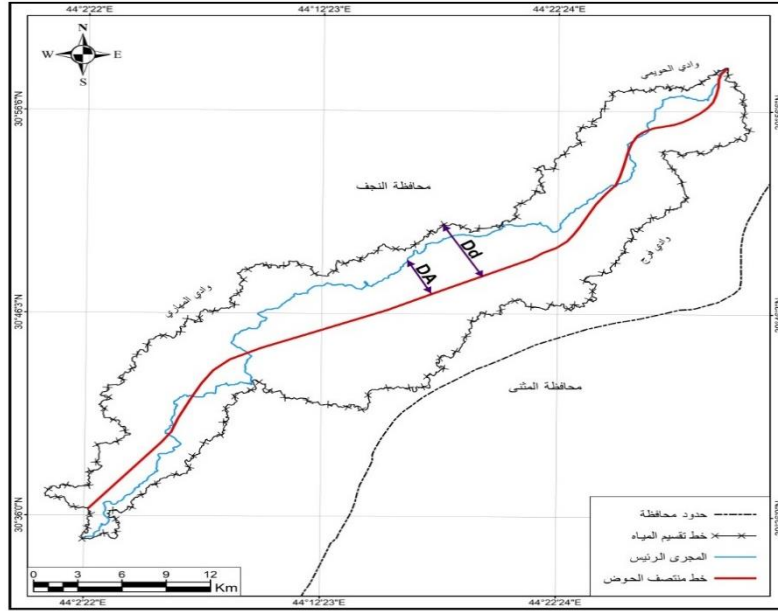 44°2'22"E 44°12'23"E 44°22'24"E
N
W E
S
وادي الحويمي
30°56'6"N
محافظة النجف
Dd
DA
وادي فرج
وادي الهباري
30°46'3"N
محافظة المثنى
30°36'0"N
حدود محافظة
خط تقسيم المياه
المجرى الرئيس
خط منتصف الحوض
0 3 6 9 12
Km
44°2'22"E 44°12'23"E 44°22'24"E